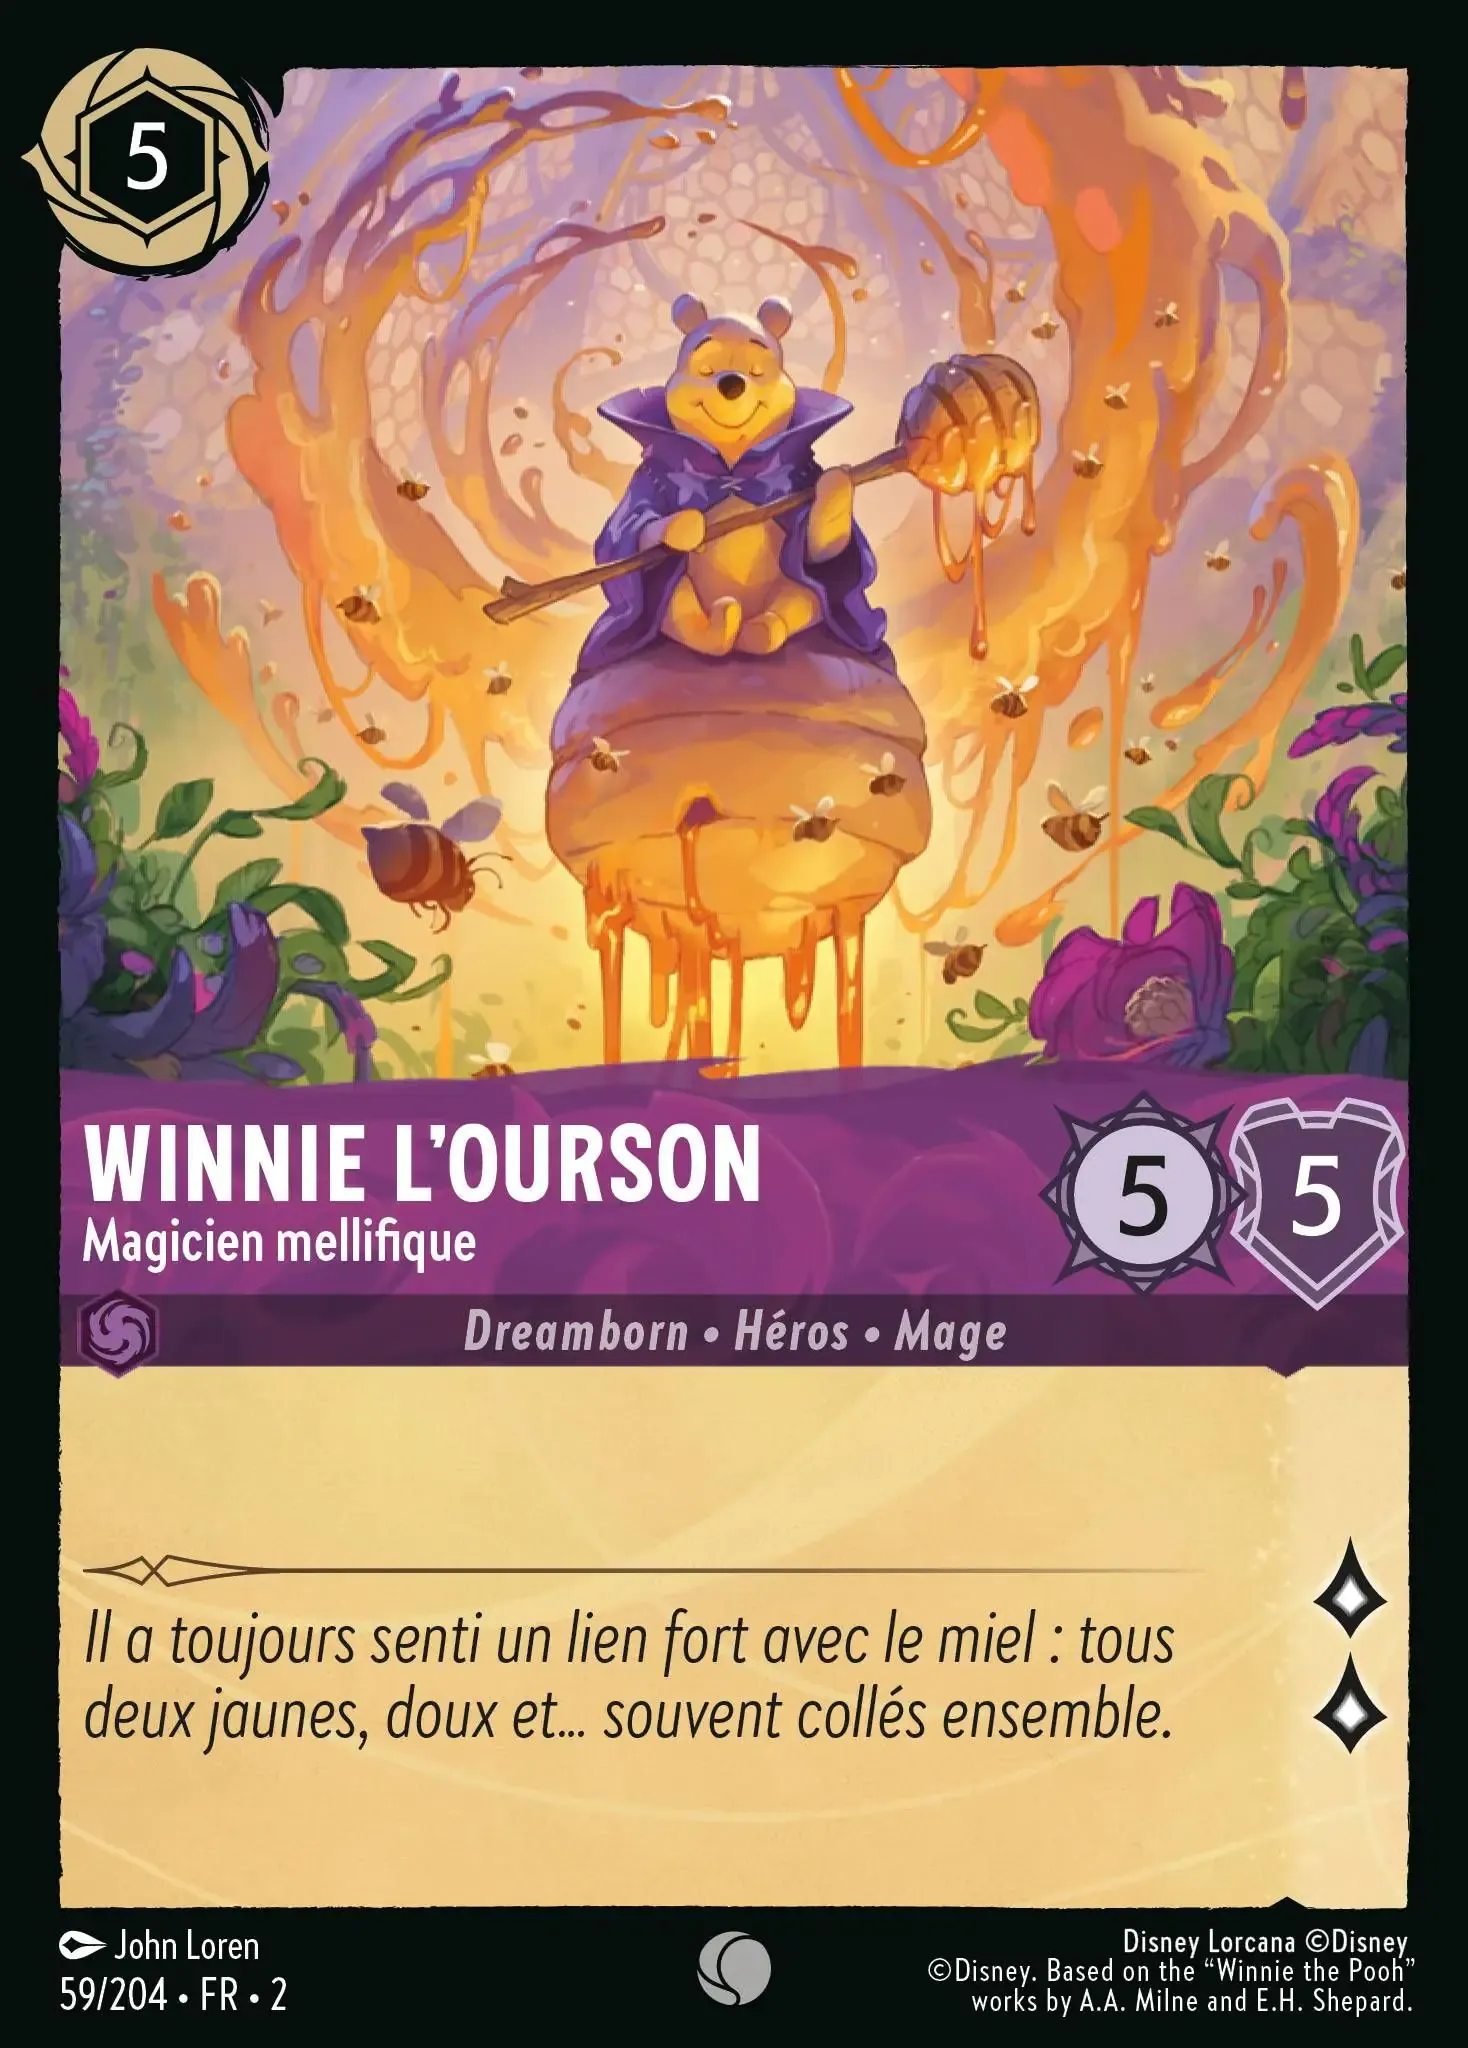 5
WINNIE L'OURSON
Magicien mellifique
5
5
Dreamborn • Héros • Mage
Il a toujours senti un lien fort avec le miel : tous
deux jaunes, doux et... souvent collés ensemble.
John Loren
59/204 • FR • 2
Disney Lorcana ©Disney
©Disney. Based on the “Winnie the Pooh”
works by A.A. Milne and E.H. Shepard.